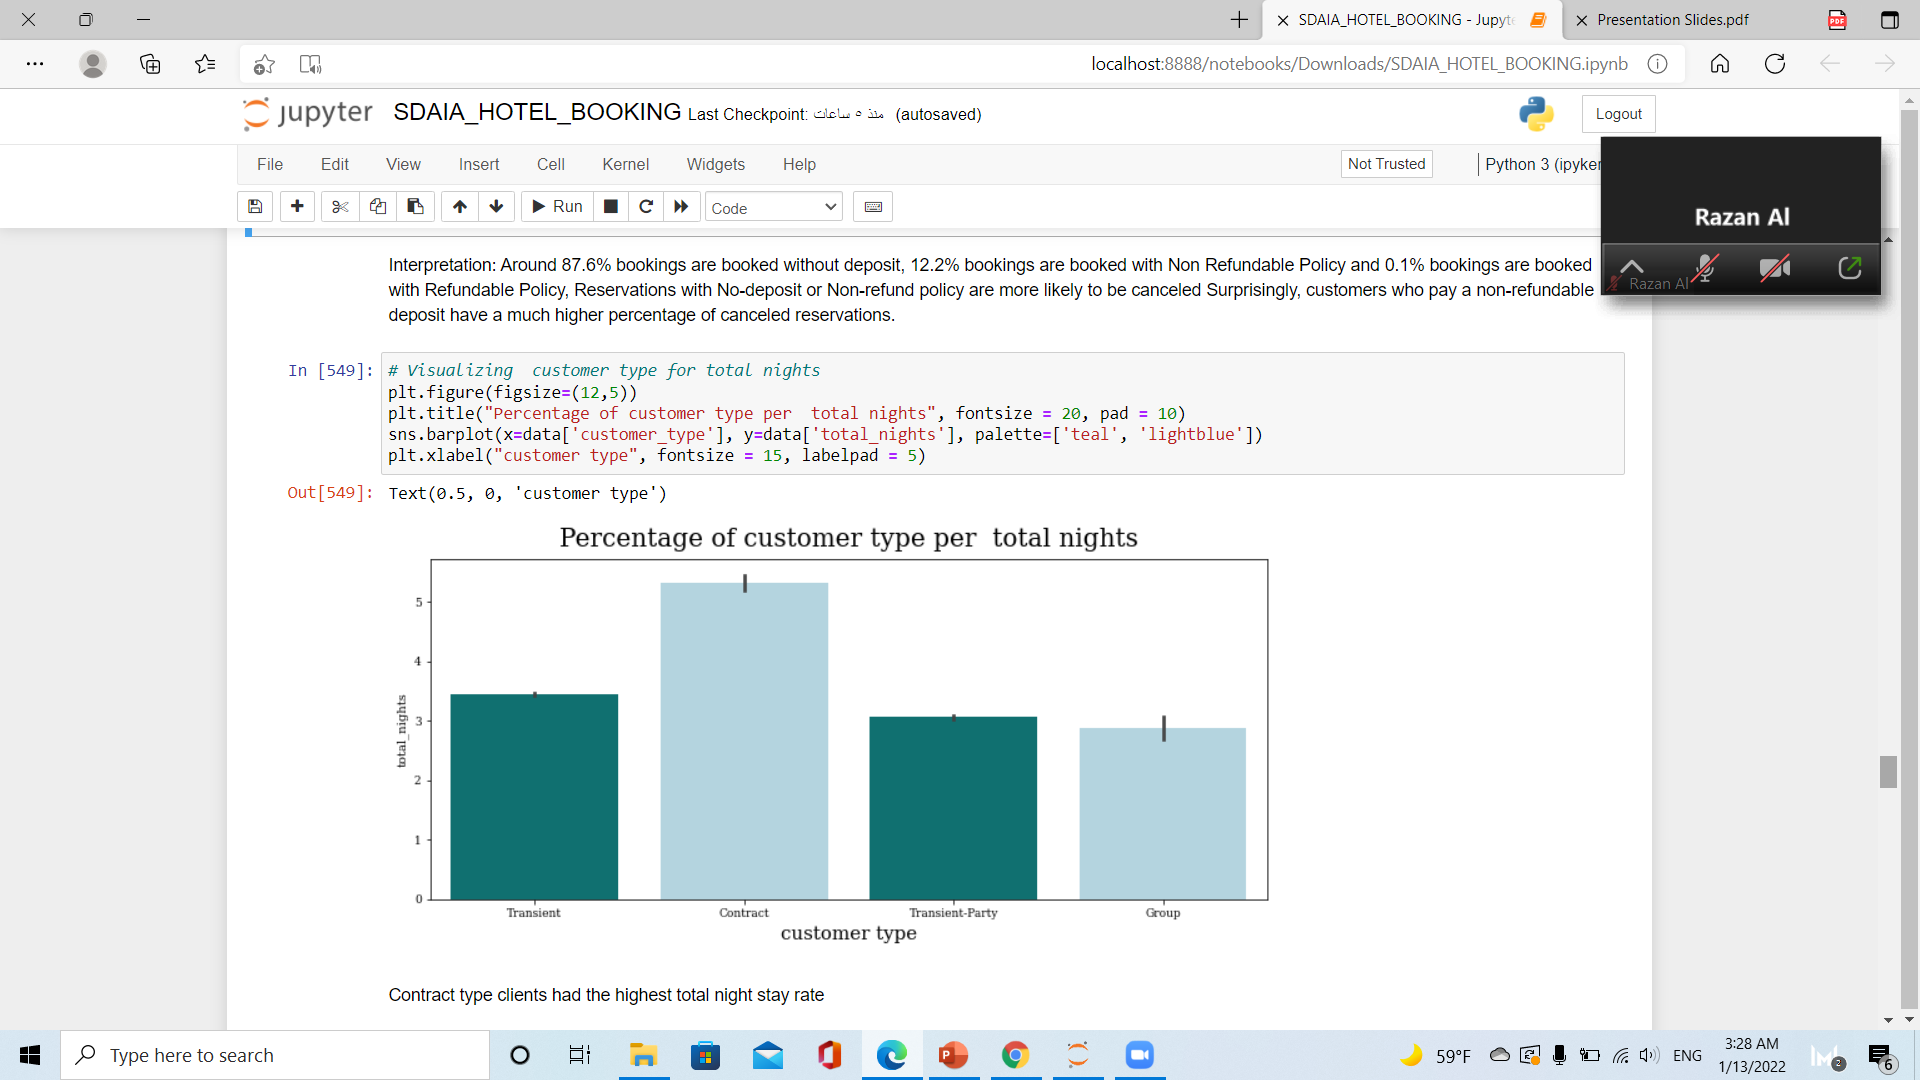 SDAIA_HOTEL_BOOKING - Jupyt
Presentation Slides.pdf
localhost:8888/notebooks/Downloads/SDAIA_HOTEL_BOOKING.ipynb
jupyter SDAIA_HOTEL_BOOKING Last Checkpoint: منذ ٥ ساعات (autosaved)
Logout
File Edit View Insert Cell Kernel Widgets Help
Not Trusted
Python 3 (ipyker
Run
Code
Razan Al
Razan Al
Interpretation: Around 87.6% bookings are booked without deposit, 12.2% bookings are booked with Non Refundable Policy and 0.1% bookings are booked
with Refundable Policy, Reservations with No-deposit or Non-refund policy are more likely to be canceled Surprisingly, customers who pay a non-refundable
deposit have a much higher percentage of canceled reservations.
In [549]: # Visualizing  customer type for total nights
plt.figure(figsize=(12,5))
plt.title("Percentage of customer type per  total nights", fontsize = 20, pad = 10)
sns.barplot(x=data['customer_type'], y=data['total_nights'], palette=['teal', 'lightblue'])
plt.xlabel("customer type", fontsize = 15, labelpad = 5)
Out[549]: Text(0.5, 0, 'customer type')
Percentage of customer type per  total nights
5
4
3
2
1
0
total_nights
Transient Contract Transient-Party Group
customer type
Contract type clients had the highest total night stay rate
Type here to search
59°F
ENG
3:28 AM
1/13/2022
2
6